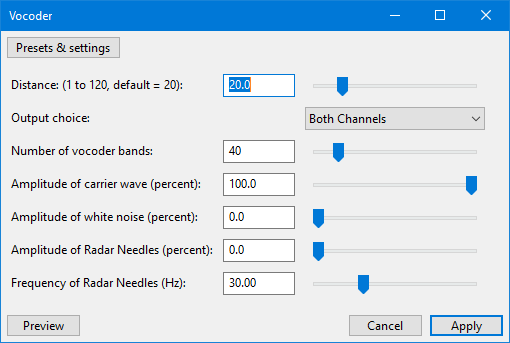 Vocoder
Presets & settings
Distance: (1 to 120, default = 20): 20.0
Output choice: Both Channels
Number of vocoder bands: 40
Amplitude of carrier wave (percent): 100.0
Amplitude of white noise (percent): 0.0
Amplitude of Radar Needles (percent): 0.0
Frequency of Radar Needles (Hz): 30.00
Preview Cancel Apply